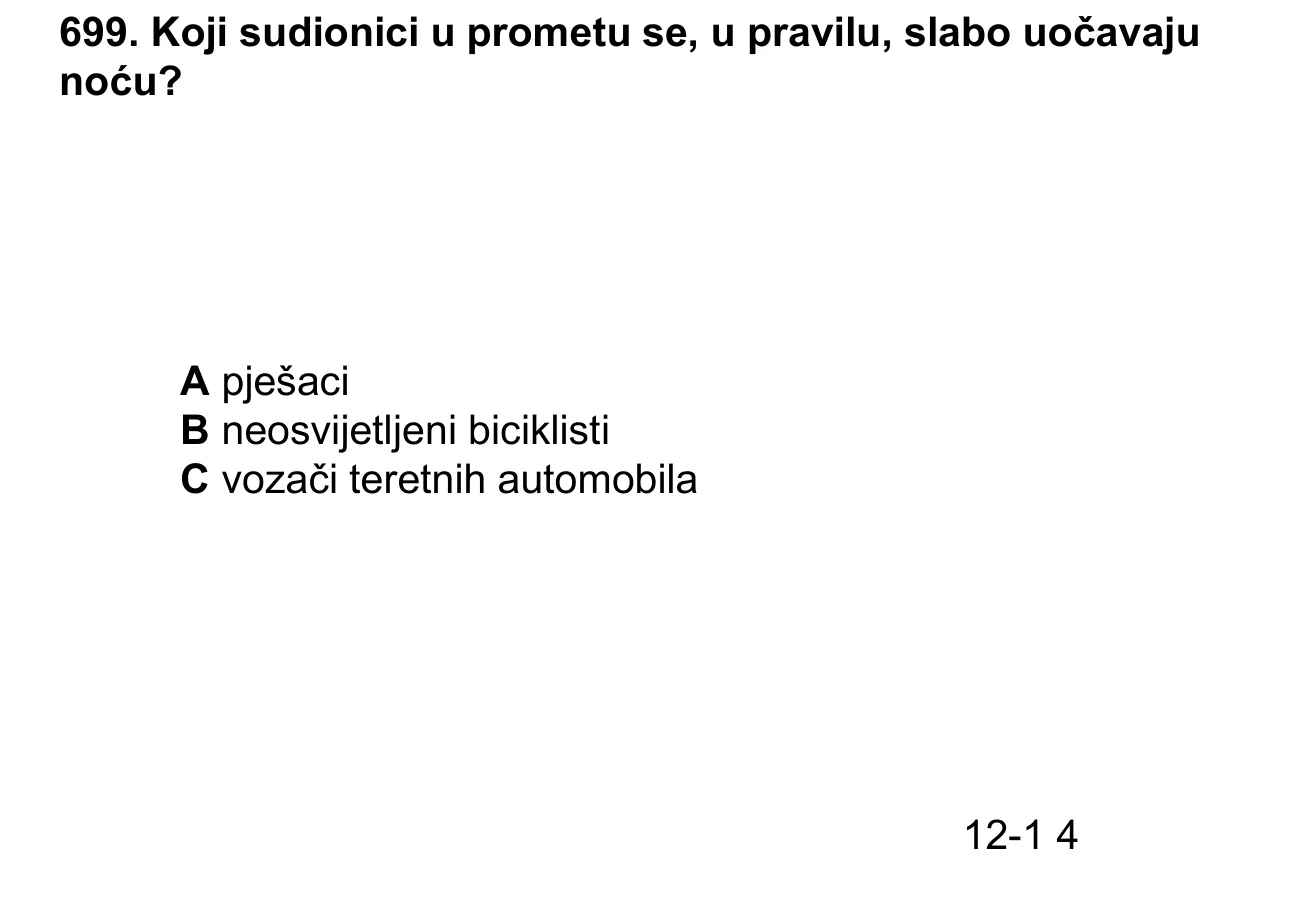 699. Koji sudionici u prometu se, u pravilu, slabo uočavaju
noću?
A pješaci
B neosvijetljeni biciklisti
C vozači teretnih automobila
12-1 4